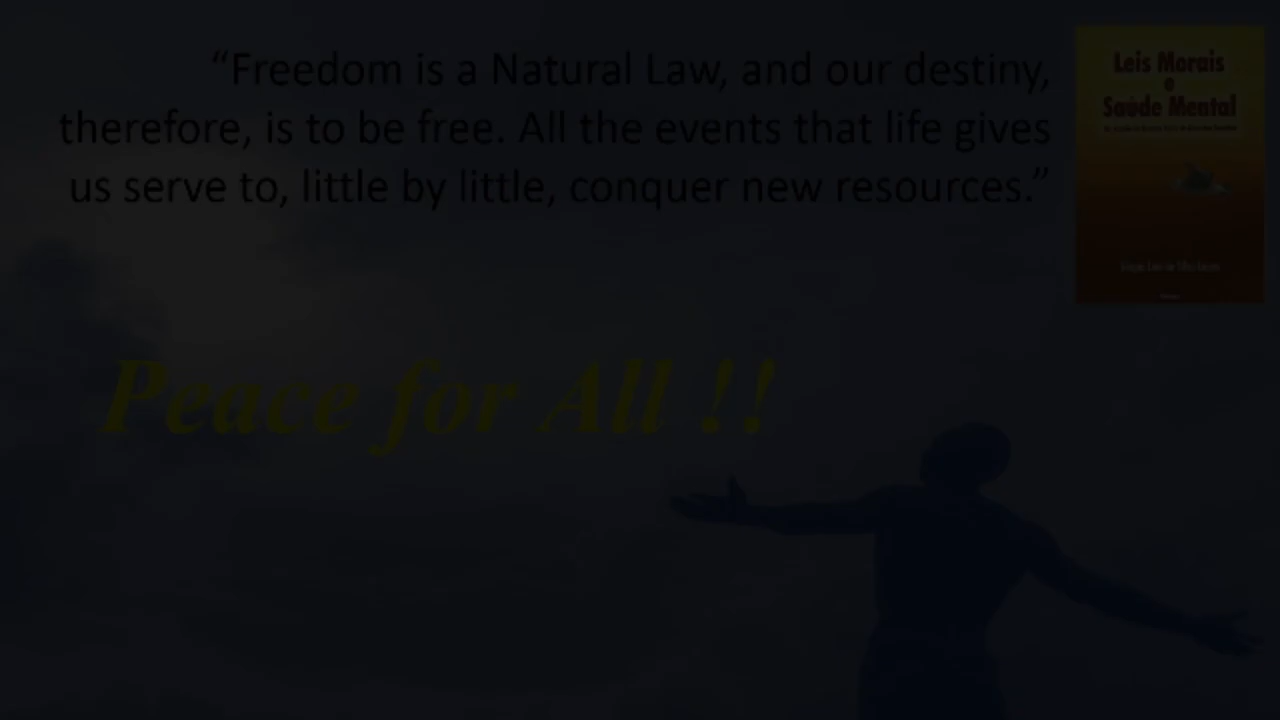 “Freedom is a Natural Law, and our destiny,
therefore, is to be free. All the events that life gives
us serve to, little by little, conquer new resources.”
Leis Morais
e
Saúde Mental
Peace for All !!